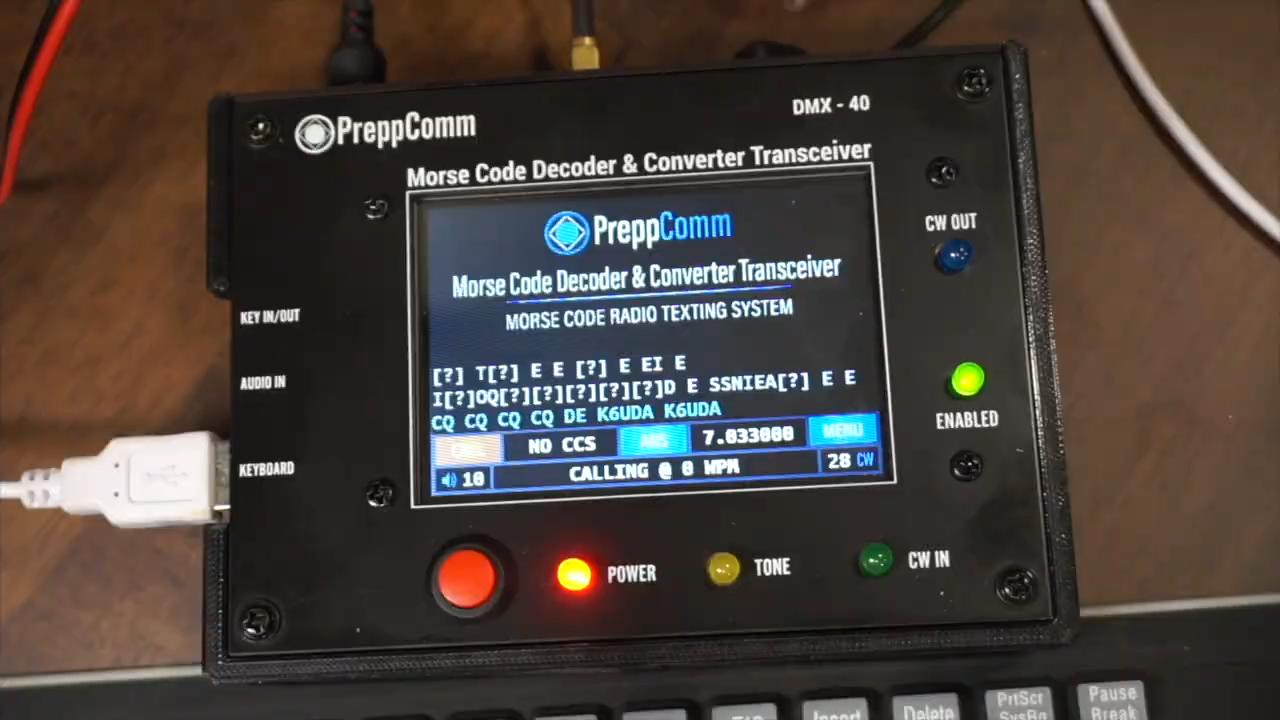 PreppComm
DMX - 40
Morse Code Decoder & Converter Transceiver
PreppComm
Morse Code Decoder & Converter Transceiver
MORSE CODE RADIO TEXTING SYSTEM
[?] T[?] E E [?] E EI E
I[?]OQ[?][?][?][?][?]D E SSNIEA[?] E E
CQ CQ CQ CQ DE K6UDA K6UDA
NO CCS
7.033000
MENU
10
CALLING @ 0 WPM
28 CW
CW OUT
ENABLED
KEY IN/OUT
AUDIO IN
KEYBOARD
POWER
TONE
CW IN
Insert
Delete
PrtScr
SysRq
Pause
Break